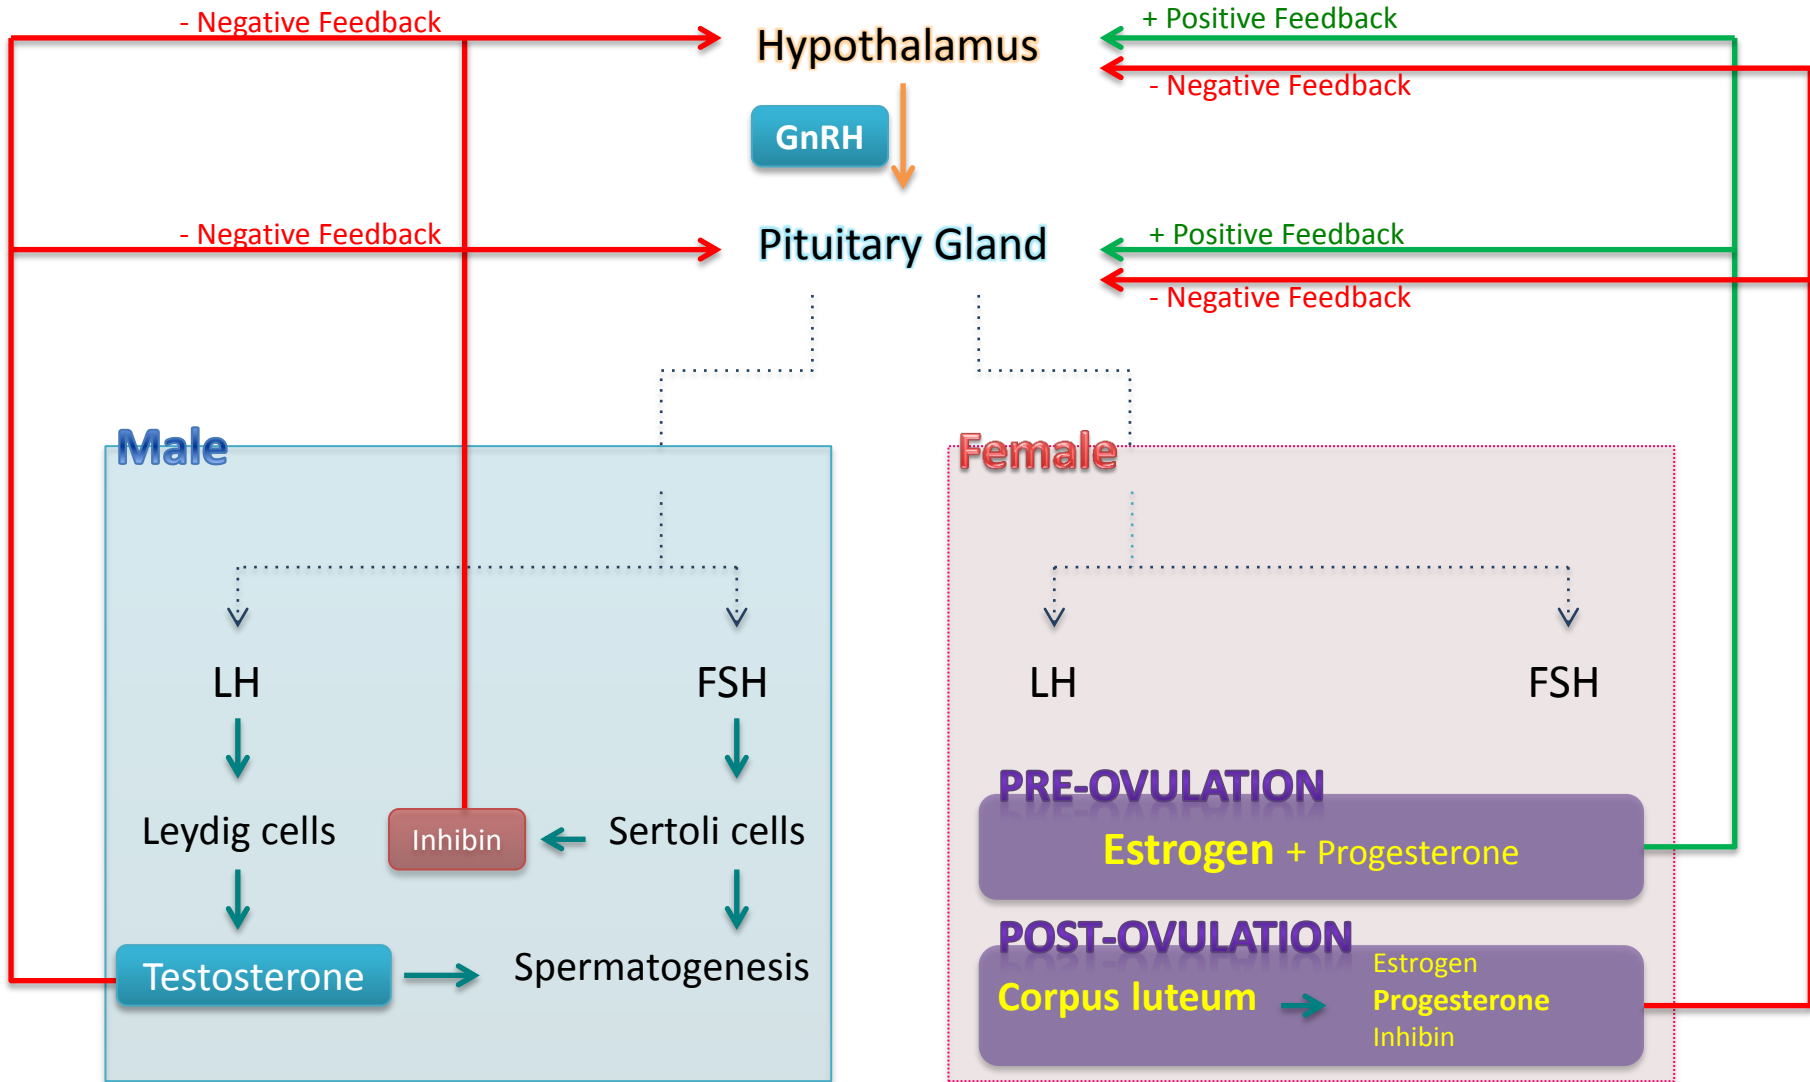 - Negative Feedback
+ Positive Feedback
Hypothalamus
- Negative Feedback
GnRH
- Negative Feedback
+ Positive Feedback
Pituitary Gland
- Negative Feedback
Male
Female
LH
FSH
LH
FSH
PRE-OVULATION
Leydig cells
Inhibin
Sertoli cells
Estrogen + Progesterone
POST-OVULATION
Testosterone
Spermatogenesis
Corpus luteum
Estrogen
Progesterone
Inhibin